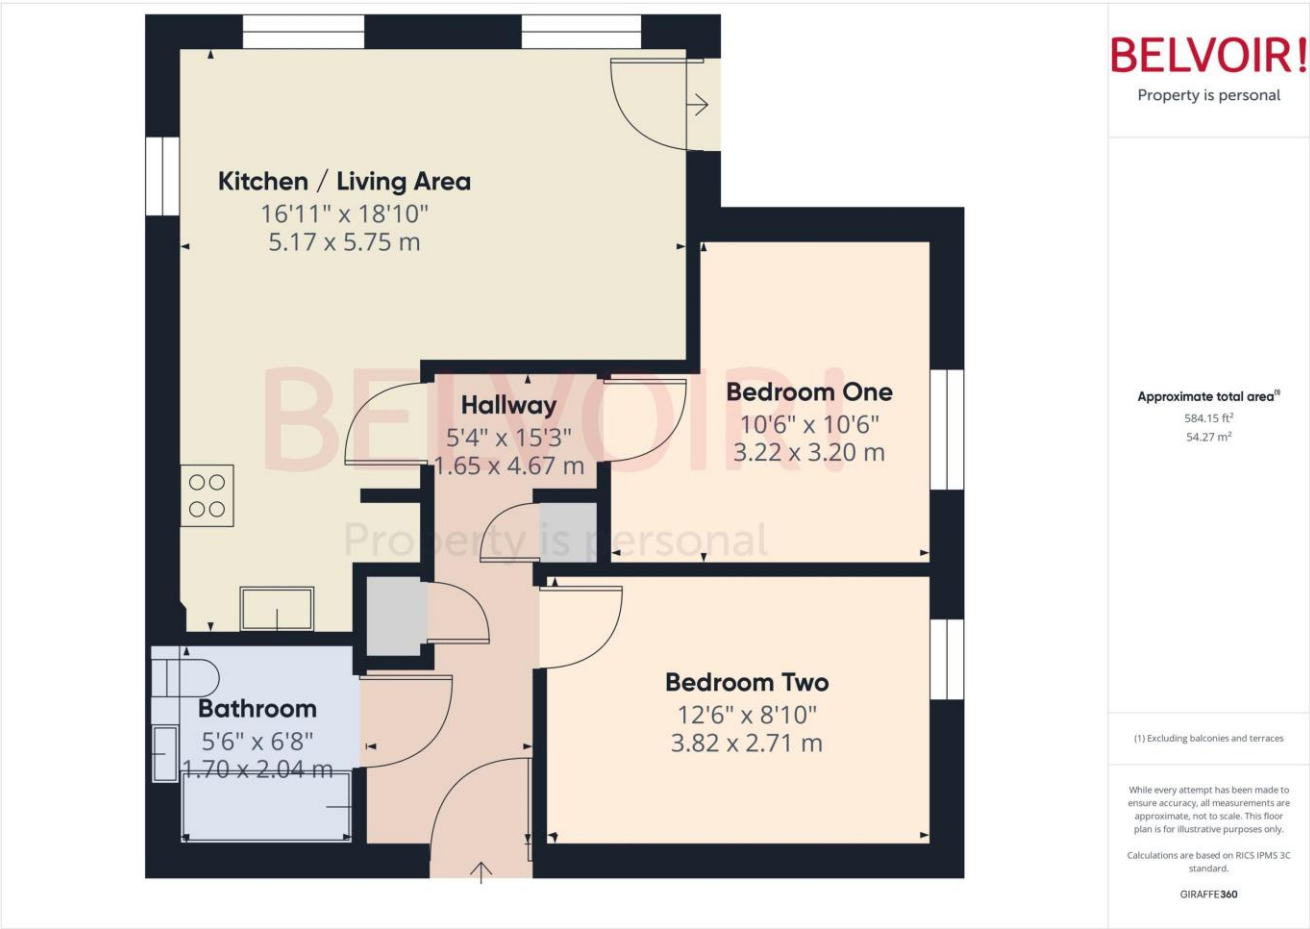 BELVOIR!
Property is personal
Kitchen / Living Area
16'11" x 18'10"
5.17 x 5.75 m
Hallway
5'4" x 15'3"
1.65 x 4.67 m
Bedroom One
10'6" x 10'6"
3.22 x 3.20 m
BELVOIR!
Property is personal
Bedroom Two
12'6" x 8'10"
3.82 x 2.71 m
Bathroom
5'6" x 6'8"
1.70 x 2.04 m
Approximate total area(1)
584.15 ft²
54.27 m²
(1) Excluding balconies and terraces
While every attempt has been made to
ensure accuracy, all measurements are
approximate, not to scale. This floor
plan is for illustrative purposes only.
Calculations are based on RICS IPMS 3C
standard.
GIRAFFE360